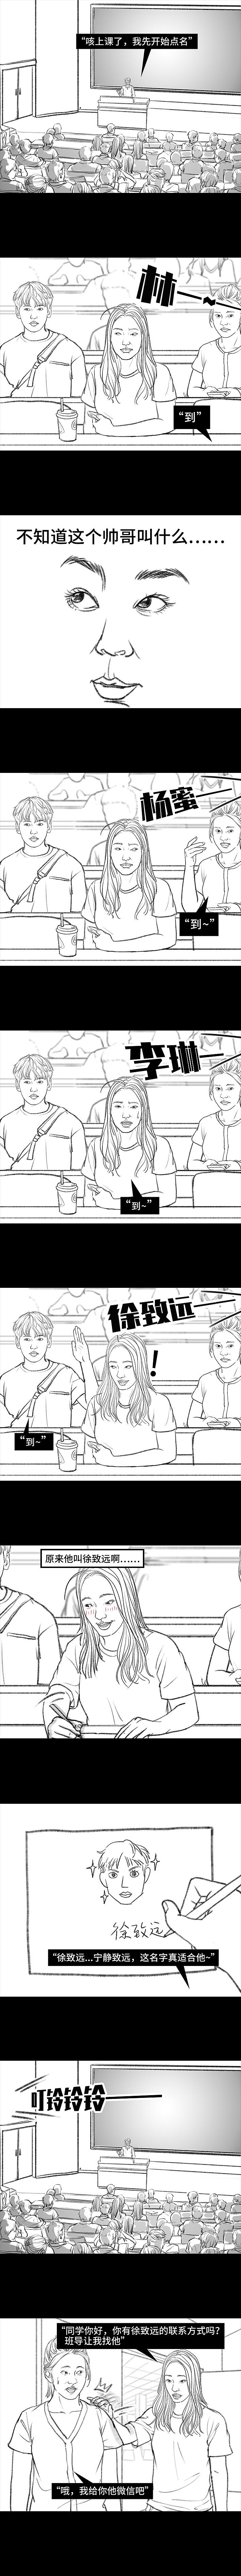 “咳上课了，我先开始点名”
林一~
“到”
不知道这个帅哥叫什么……
杨蜜一
“到~”
李琳一
“到~”
徐致远一
！
“到~”
原来他叫徐致远啊……
徐致远
“徐致远...宁静致远，这名字真适合他~”
叮铃铃铃——
“同学你好，你有徐致远的联系方式吗？
班导让我找他”
“哦，我给你他微信吧”